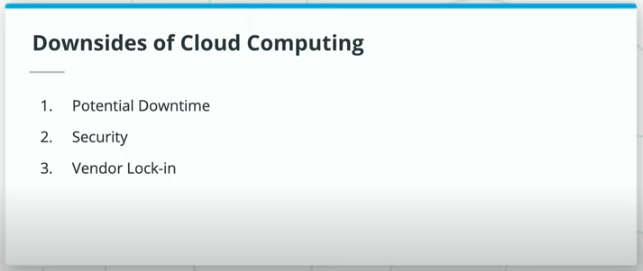 Downsides of Cloud Computing
1. Potential Downtime
2. Security
3. Vendor Lock-in